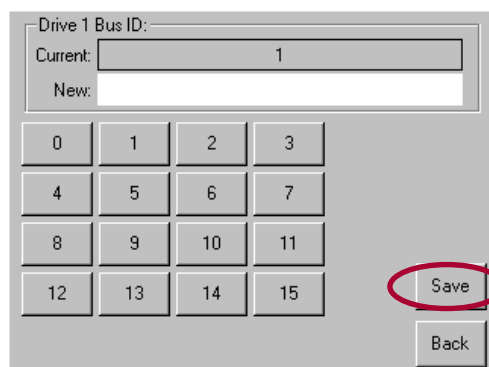 Drive 1 Bus ID:
Current: 1
New:
0 1 2 3
4 5 6 7
8 9 10 11
12 13 14 15
Save
Back